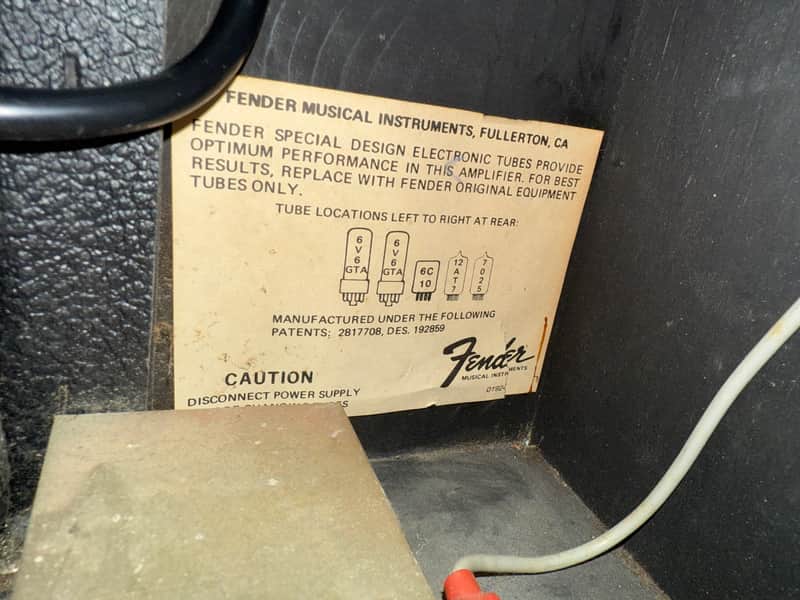 FENDER MUSICAL INSTRUMENTS, FULLERTON, CA
FENDER SPECIAL DESIGN ELECTRONIC TUBES PROVIDE
OPTIMUM PERFORMANCE IN THIS AMPLIFIER. FOR BEST
RESULTS, REPLACE WITH FENDER ORIGINAL EQUIPMENT
TUBES ONLY.
TUBE LOCATIONS LEFT TO RIGHT AT REAR:
6V6GTA 6V6GTA 6C10 12AT7 7025
MANUFACTURED UNDER THE FOLLOWING
PATENTS; 2817708, DES. 192859
Fender
MUSICAL INSTRUMENTS
CAUTION
DISCONNECT POWER SUPPLY